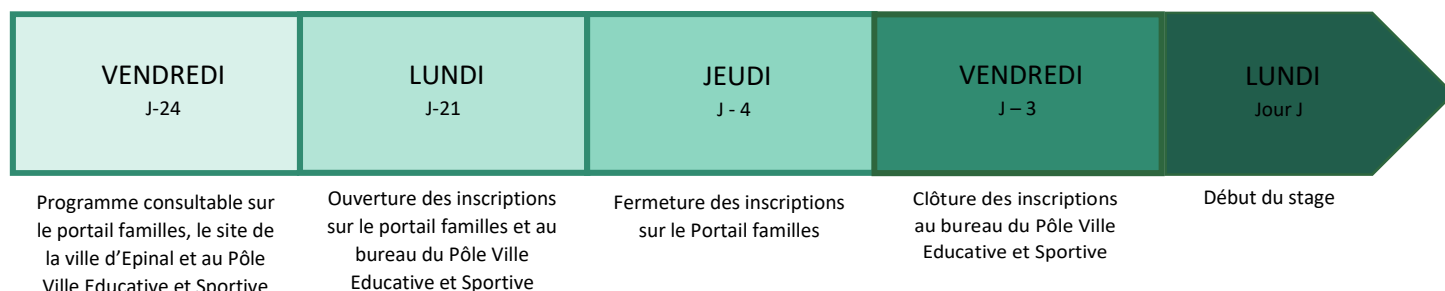 VENDREDI
J-24
LUNDI
J-21
JEUDI
J - 4
VENDREDI
J – 3
LUNDI
Jour J
Programme consultable sur
le portail familles, le site de
la ville d’Epinal et au Pôle
Ville Educative et Sportive
Ouverture des inscriptions
sur le portail familles et au
bureau du Pôle Ville
Educative et Sportive
Fermeture des inscriptions
sur le Portail familles
Clôture des inscriptions
au bureau du Pôle Ville
Educative et Sportive
Début du stage